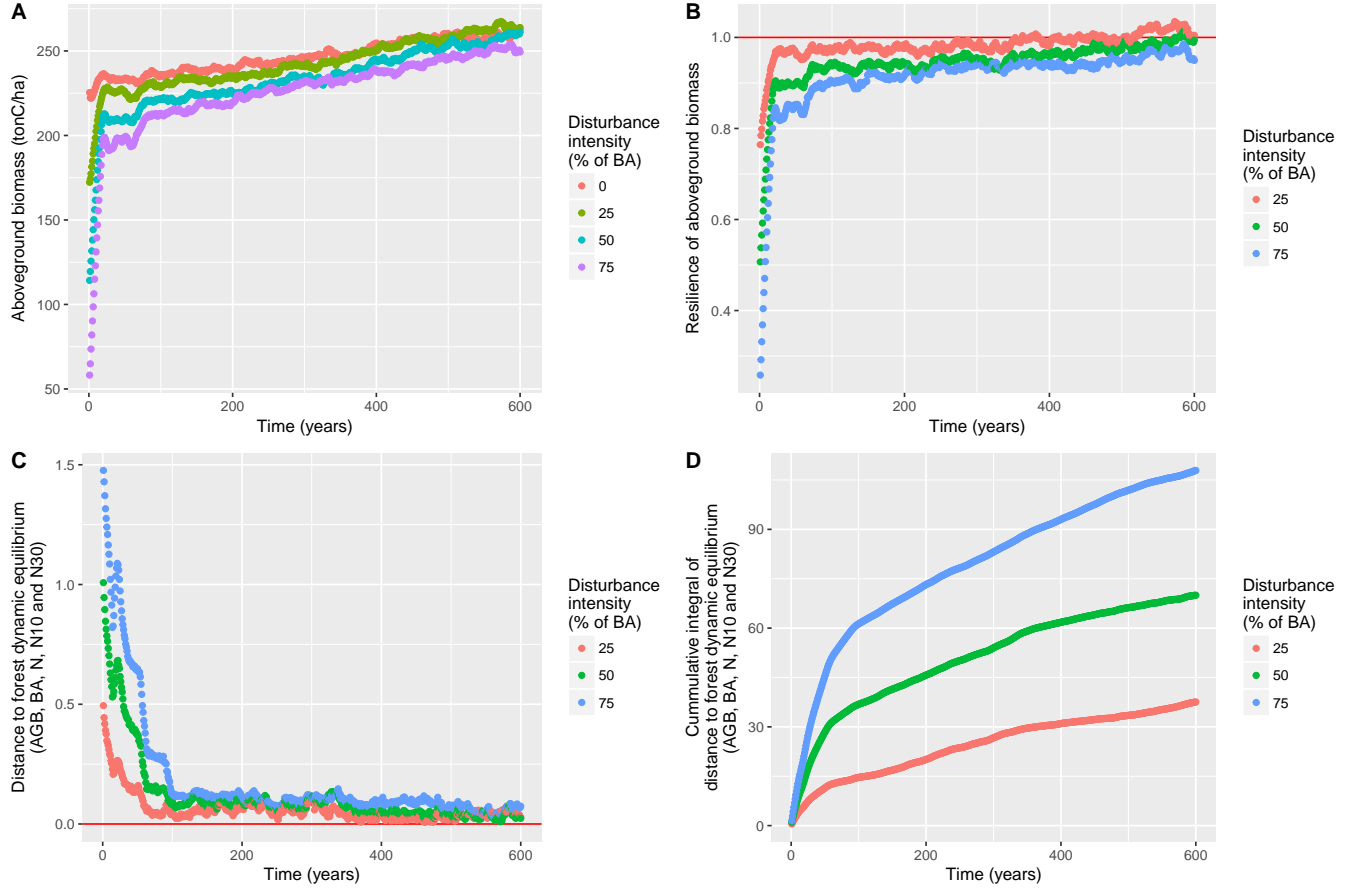 A
Aboveground biomass (tonC/ha)
250
200
150
100
50
0
200
400
600
Time (years)
Disturbance
intensity
(% of BA)
0
25
50
75
B
Resilience of aboveground biomass
1.0
0.8
0.6
0.4
0
200
400
600
Time (years)
Disturbance
intensity
(% of BA)
25
50
75
C
Distance to forest dynamic equilibrium
(AGB, BA, N, N10 and N30)
1.5
1.0
0.5
0.0
0
200
400
600
Time (years)
Disturbance
intensity
(% of BA)
25
50
75
D
Cummulative integral of
distance to forest dynamic equilibrium
(AGB, BA, N, N10 and N30)
90
60
30
0
0
200
400
600
Time (years)
Disturbance
intensity
(% of BA)
25
50
75